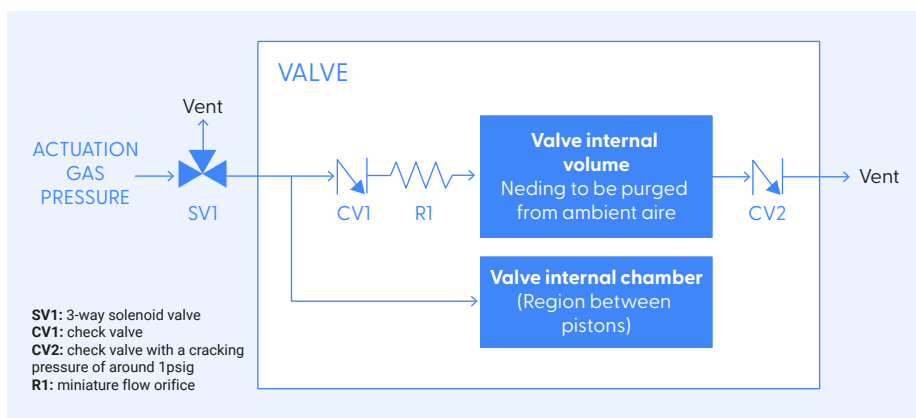 VALVE
Vent
ACTUATION
GAS
PRESSURE
SV1
CV1
R1
Valve internal
volume
Neding to be purged
from ambient aire
CV2
Vent
Valve internal chamber
(Region between
pistons)
SV1: 3-way solenoid valve
CV1: check valve
CV2: check valve with a cracking
pressure of around 1psig
R1: miniature flow orifice